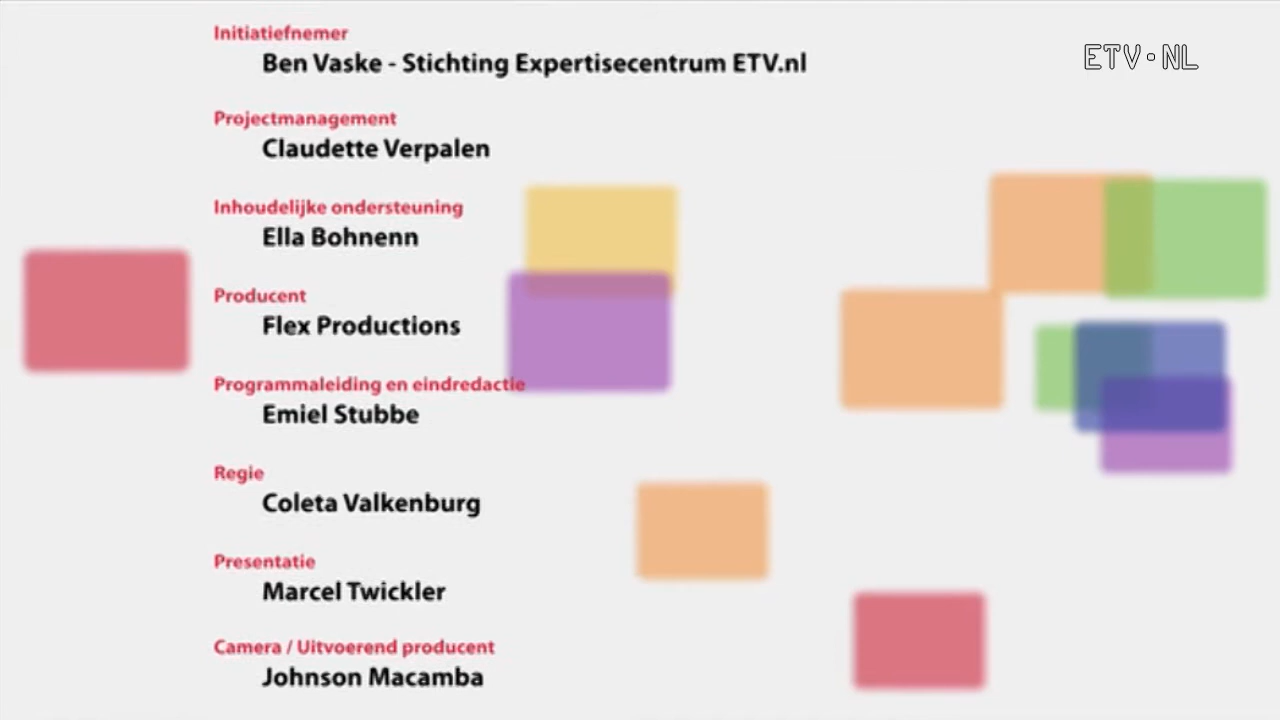 Initiatiefnemer
Ben Vaske - Stichting Expertisecentrum ETV.nl
ETV•NL
Projectmanagement
Claudette Verpalen
Inhoudelijke ondersteuning
Ella Bohnenn
Producent
Flex Productions
Programmaleiding en eindredactie
Emiel Stubbe
Regie
Coleta Valkenburg
Presentatie
Marcel Twickler
Camera / Uitvoerend producent
Johnson Macamba